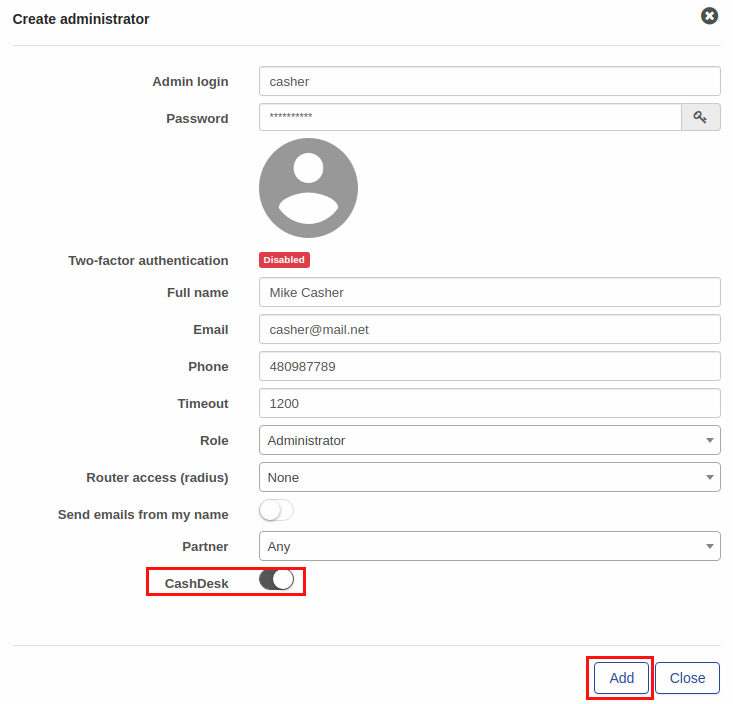 Create administrator
Admin login casher
Password **********
Two-factor authentication Disabled
Full name Mike Casher
Email casher@mail.net
Phone 480987789
Timeout 1200
Role Administrator
Router access (radius) None
Send emails from my name
Partner Any
CashDesk
Add Close